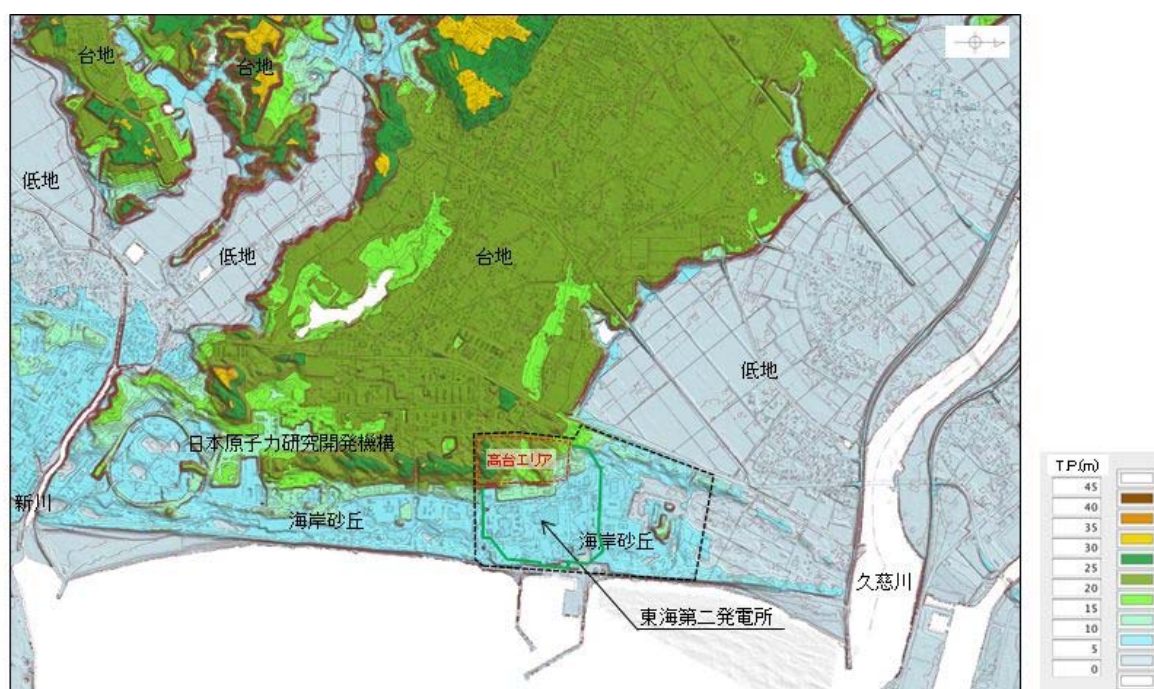 台地
台地
低地
低地
台地
低地
日本原子力研究開発機構
高台エリア
新川
海岸砂丘
海岸砂丘
久慈川
東海第二発電所
T.P.(m)
45
40
35
30
25
20
15
10
5
0